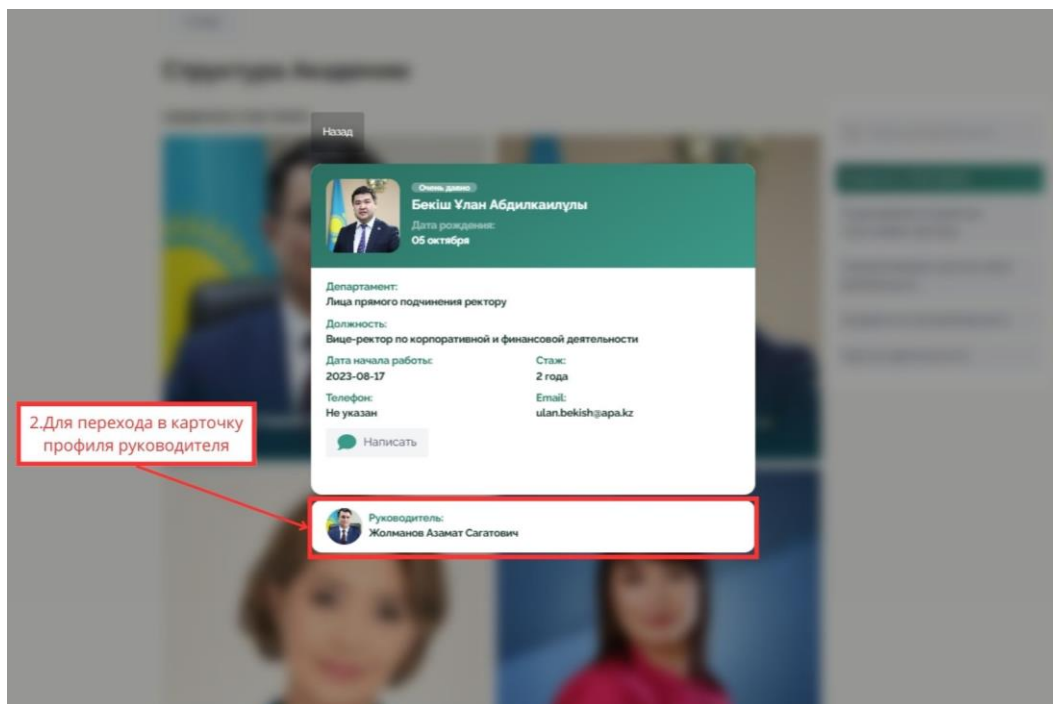 Структура Академии
Назад
Очень давно
Бекіш Ұлан Абдилкаилұлы
Дата рождения:
05 октября
Департамент:
Лица прямого подчинения ректору
Должность:
Вице-ректор по корпоративной и финансовой деятельности
Дата начала работы:
2023-08-17
Стаж:
2 года
Телефон:
Не указан
Email:
ulan.bekish@apa.kz
Написать
2.Для перехода в карточку
профиля руководителя
Руководитель:
Жолманов Азамат Сагатович